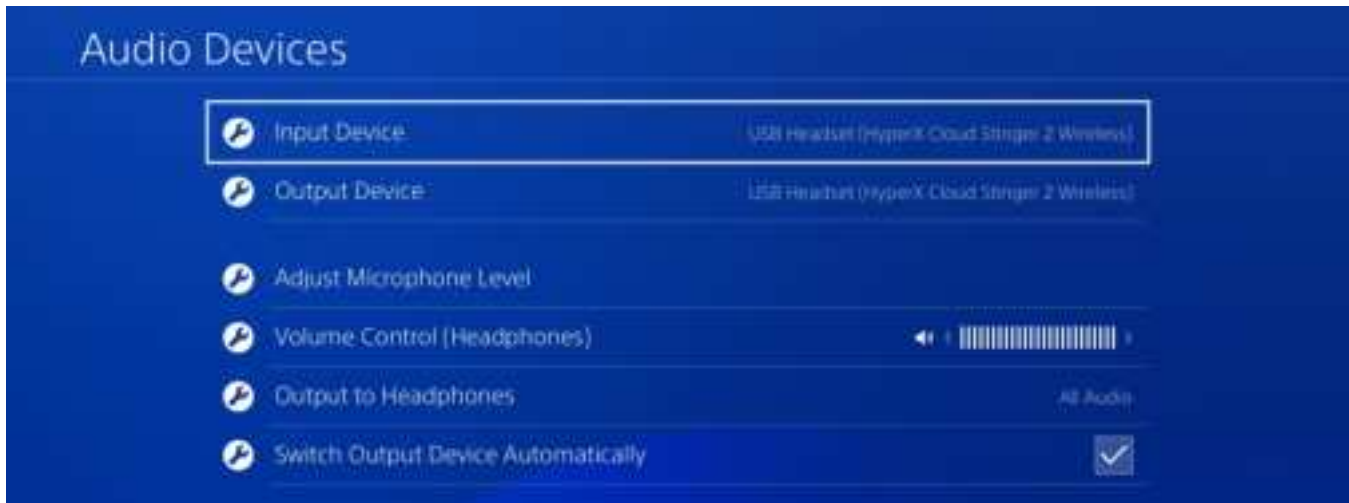 Audio Devices
Input Device USB Headset (HyperX Cloud Stinger 2 Wireless)
Output Device USB Headset (HyperX Cloud Stinger 2 Wireless)
Adjust Microphone Level
Volume Control (Headphones)
Output to Headphones All Audio
Switch Output Device Automatically